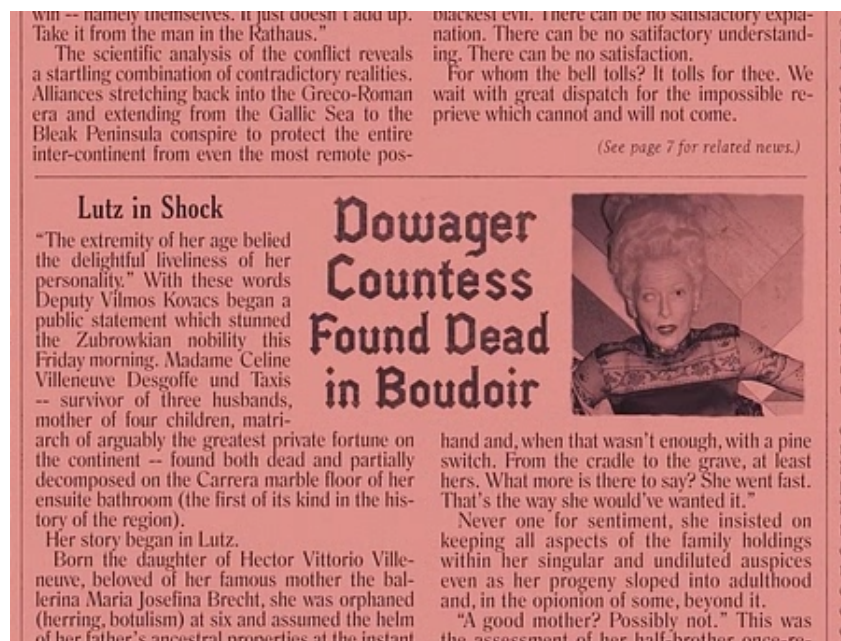 win -- namely themselves. It just doesn't add up.
Take it from the man in the Rathaus."
The scientific analysis of the conflict reveals
a startling combination of contradictory realities.
Alliances stretching back into the Greco-Roman
era and extending from the Gallic Sea to the
Bleak Peninsula conspire to protect the entire
inter-continent from even the most remote pos-
blackest evil. There can be no satisfactory expla-
nation. There can be no satifactory understand-
ing. There can be no satisfaction.
For whom the bell tolls? It tolls for thee. We
wait with great dispatch for the impossible re-
prieve which cannot and will not come.
(See page 7 for related news.)
Dowager
Countess
Found Dead
in Boudoir
Lutz in Shock
"The extremity of her age belied
the delightful liveliness of her
personality." With these words
Deputy Vilmos Kovacs began a
public statement which stunned
the Zubrowkian nobility this
Friday morning. Madame Celine
Villeneuve Desgoffe und Taxis
-- survivor of three husbands,
mother of four children, matri-
arch of arguably the greatest private fortune on
the continent -- found both dead and partially
decomposed on the Carrera marble floor of her
ensuite bathroom (the first of its kind in the his-
tory of the region).
Her story began in Lutz.
Born the daughter of Hector Vittorio Ville-
neuve, beloved of her famous mother the bal-
lerina Maria Josefina Brecht, she was orphaned
(herring, botulism) at six and assumed the helm
of her father's ancestral properties at the instant
hand and, when that wasn't enough, with a pine
switch. From the cradle to the grave, at least
hers. What more is there to say? She went fast.
That's the way she would've wanted it."
Never one for sentiment, she insisted on
keeping all aspects of the family holdings
within her singular and undiluted auspices
even as her progeny sloped into adulthood
and, in the opionion of some, beyond it.
"A good mother? Possibly not." This was
the assessment of her half-brother